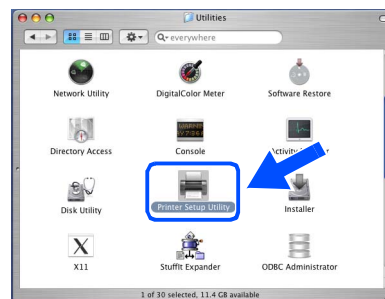 Utilities
everywhere
Network Utility
DigitalColor Meter
Software Restore
Directory Access
Console
Disk Utility
Printer Setup Utility
Installer
X11
StuffIt Expander
ODBC Administrator
1 of 30 selected, 11.4 GB available